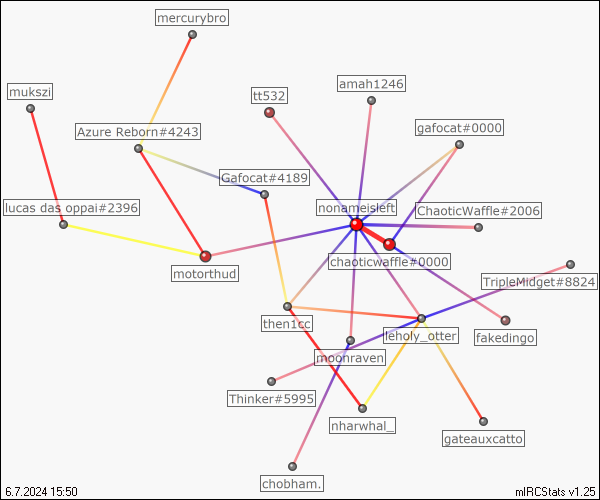 mercurybro
mukszi
tt532
amah1246
gafocat#0000
Azure Reborn#4243
Gafocat#4189
lucas das oppai#2396
nonameisleft
ChaoticWaffle#2006
chaoticwaffle#0000
motorthud
TripleMidget#8824
then1cc
leholy_otter
fakedingo
moonraven
Thinker#5995
nharwhal_
gateauxcatto
chobham.
6.7.2024 15:50
mIRCStats v1.25